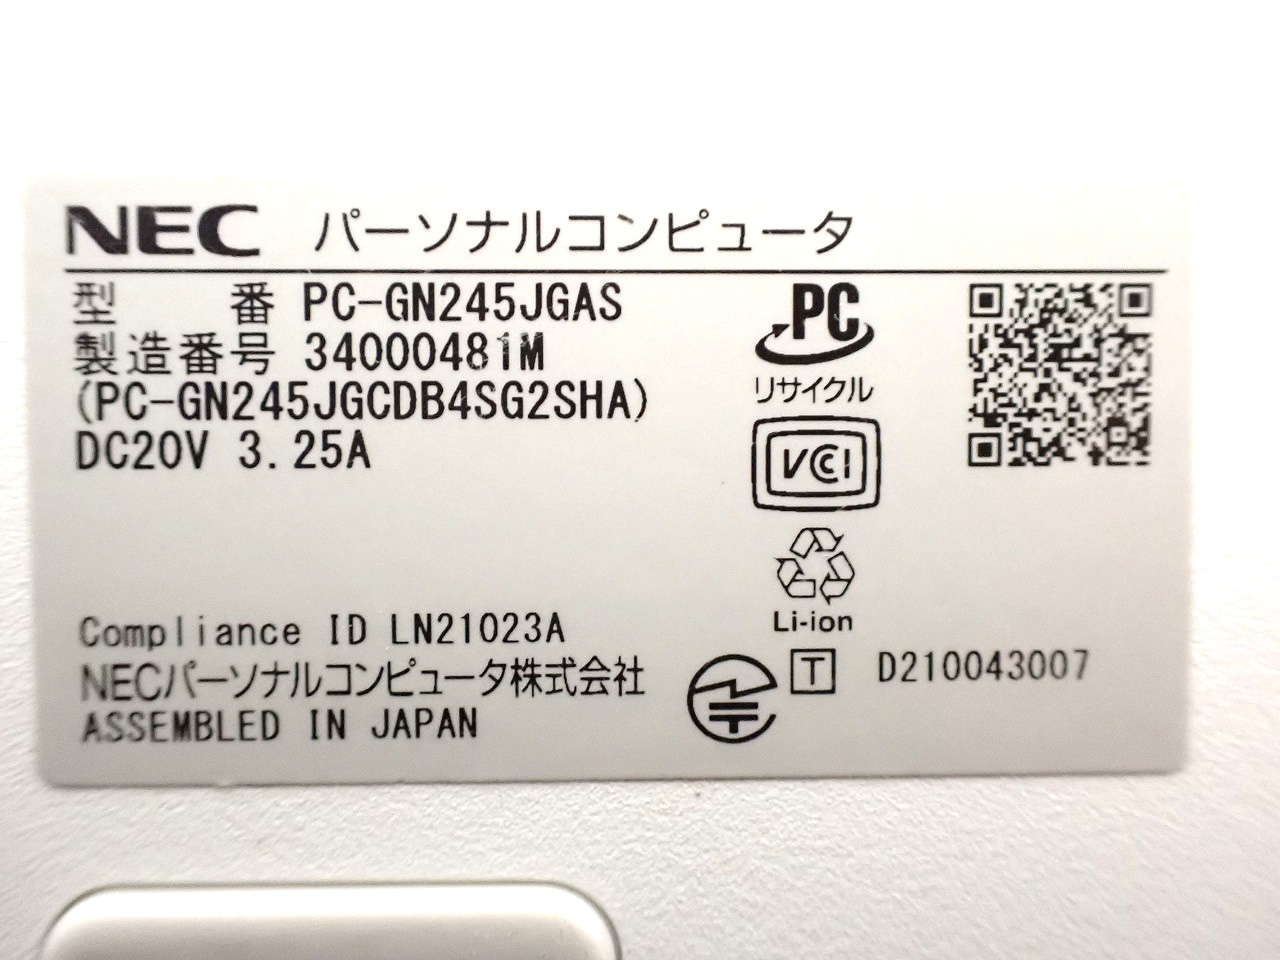 NEC パーソナルコンピュータ
型 番 PC-GN245JGAS
製造番号 34000481M
(PC-GN245JGCDB4SG2SHA)
DC20V 3.25A
PC
リサイクル
VCCI
Li-ion
Compliance ID LN21023A
NECパーソナルコンピュータ株式会社
ASSEMBLED IN JAPAN
T D210043007